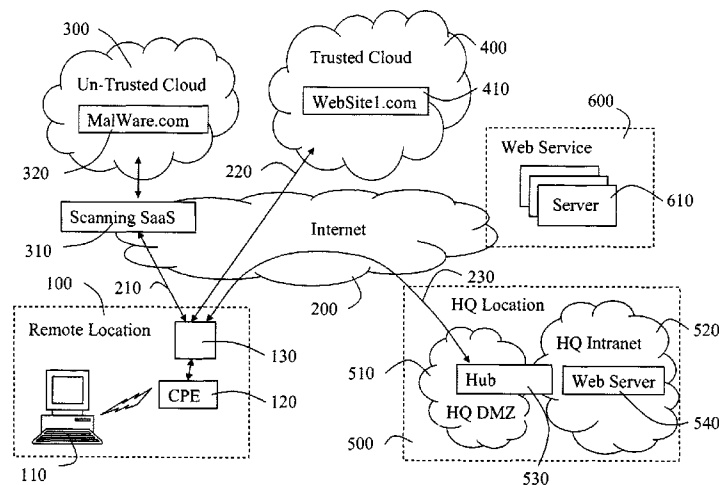 300
Un-Trusted Cloud
MalWare.com
320
Trusted Cloud
400
WebSite1.com
410
220
600
Web Service
Server
610
Scanning SaaS
310
Internet
210
200
230
100
Remote Location
130
CPE
120
110
HQ Location
520
HQ Intranet
510
Hub
Web Server
HQ DMZ
540
500
530